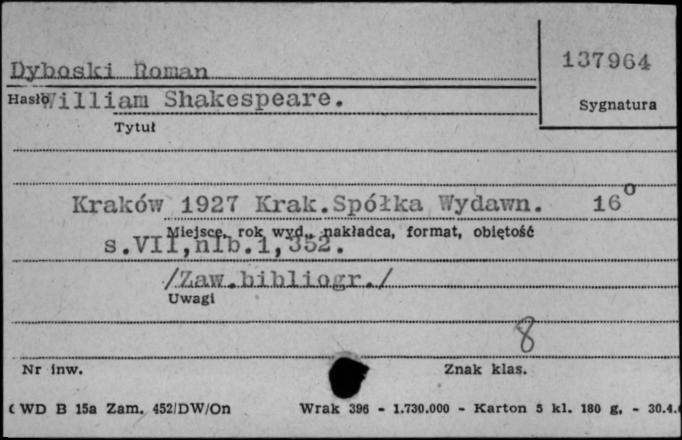 137964
Dyboski Roman
Hasło William Shakespeare.
Sygnatura
Tytuł
Kraków 1927 Krak.Spółka Wydawn. 16°
Miejsce, rok wyd., nakładca, format, objętość
s.VII,nlb.1,352.
/Zaw.bibliogr./
Uwagi
8
Nr inw. Znak klas.
CWD B 15a Zam. 452/DW/On Wrak 396 - 1.730.000 - Karton 5 kl. 180 g. - 30.4.